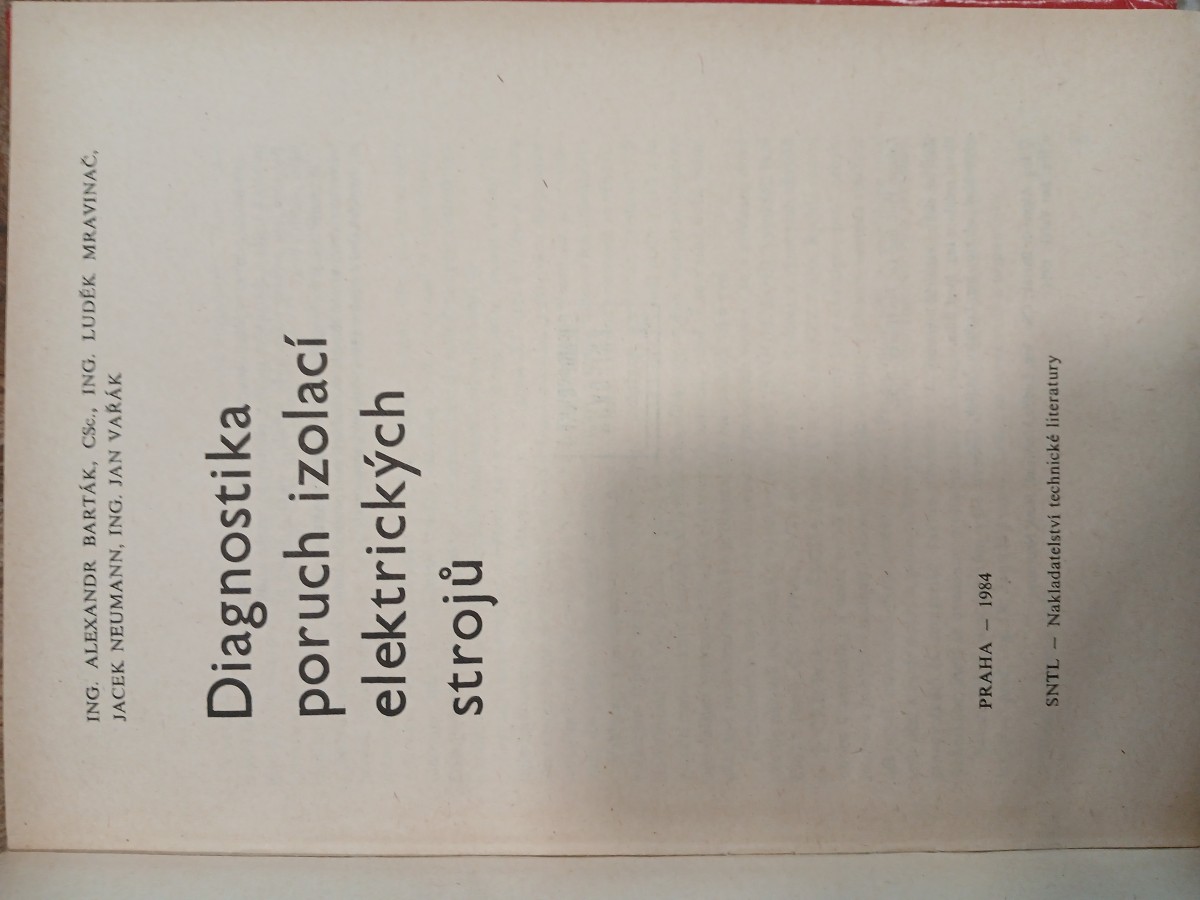 ING. ALEXANDR BARTÁK, CSc., ING. LUDĚK MRAVINAČ,
JACEK NEUMANN, ING. JAN VAŘÁK
Diagnostika
poruch izolací
elektrických
strojů
PRAHA — 1984
SNTL — Nakladatelství technické literatury